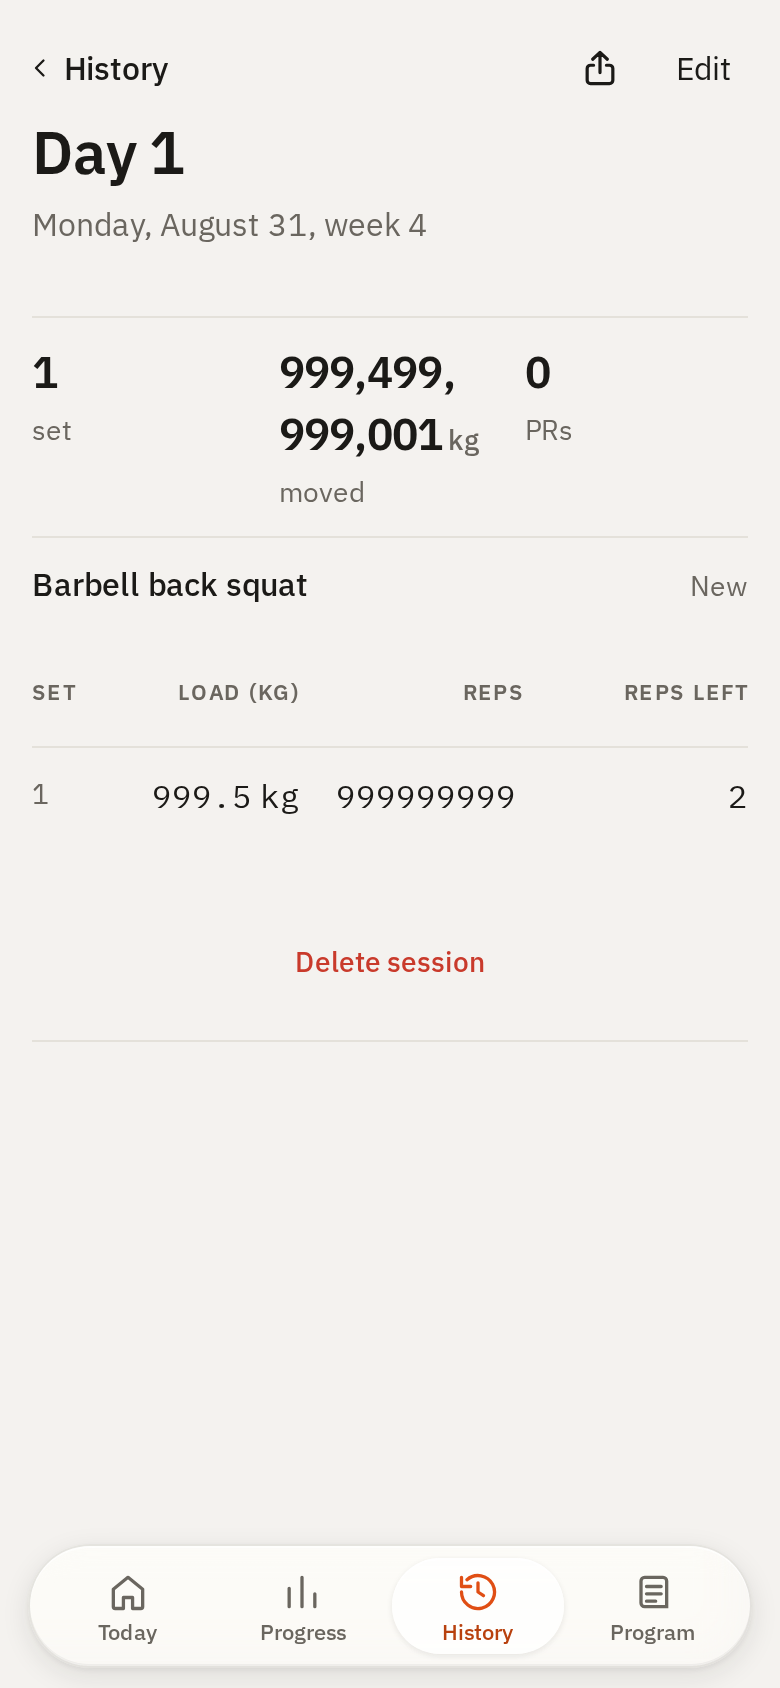 History
Edit
Day 1
Monday, August 31, week 4
1
set
999,499,
999,001 kg
moved
0
PRs
Barbell back squat
New
SET LOAD (KG) REPS REPS LEFT
1 999.5 kg 999999999 2
Delete session
Today
Progress
History
Program